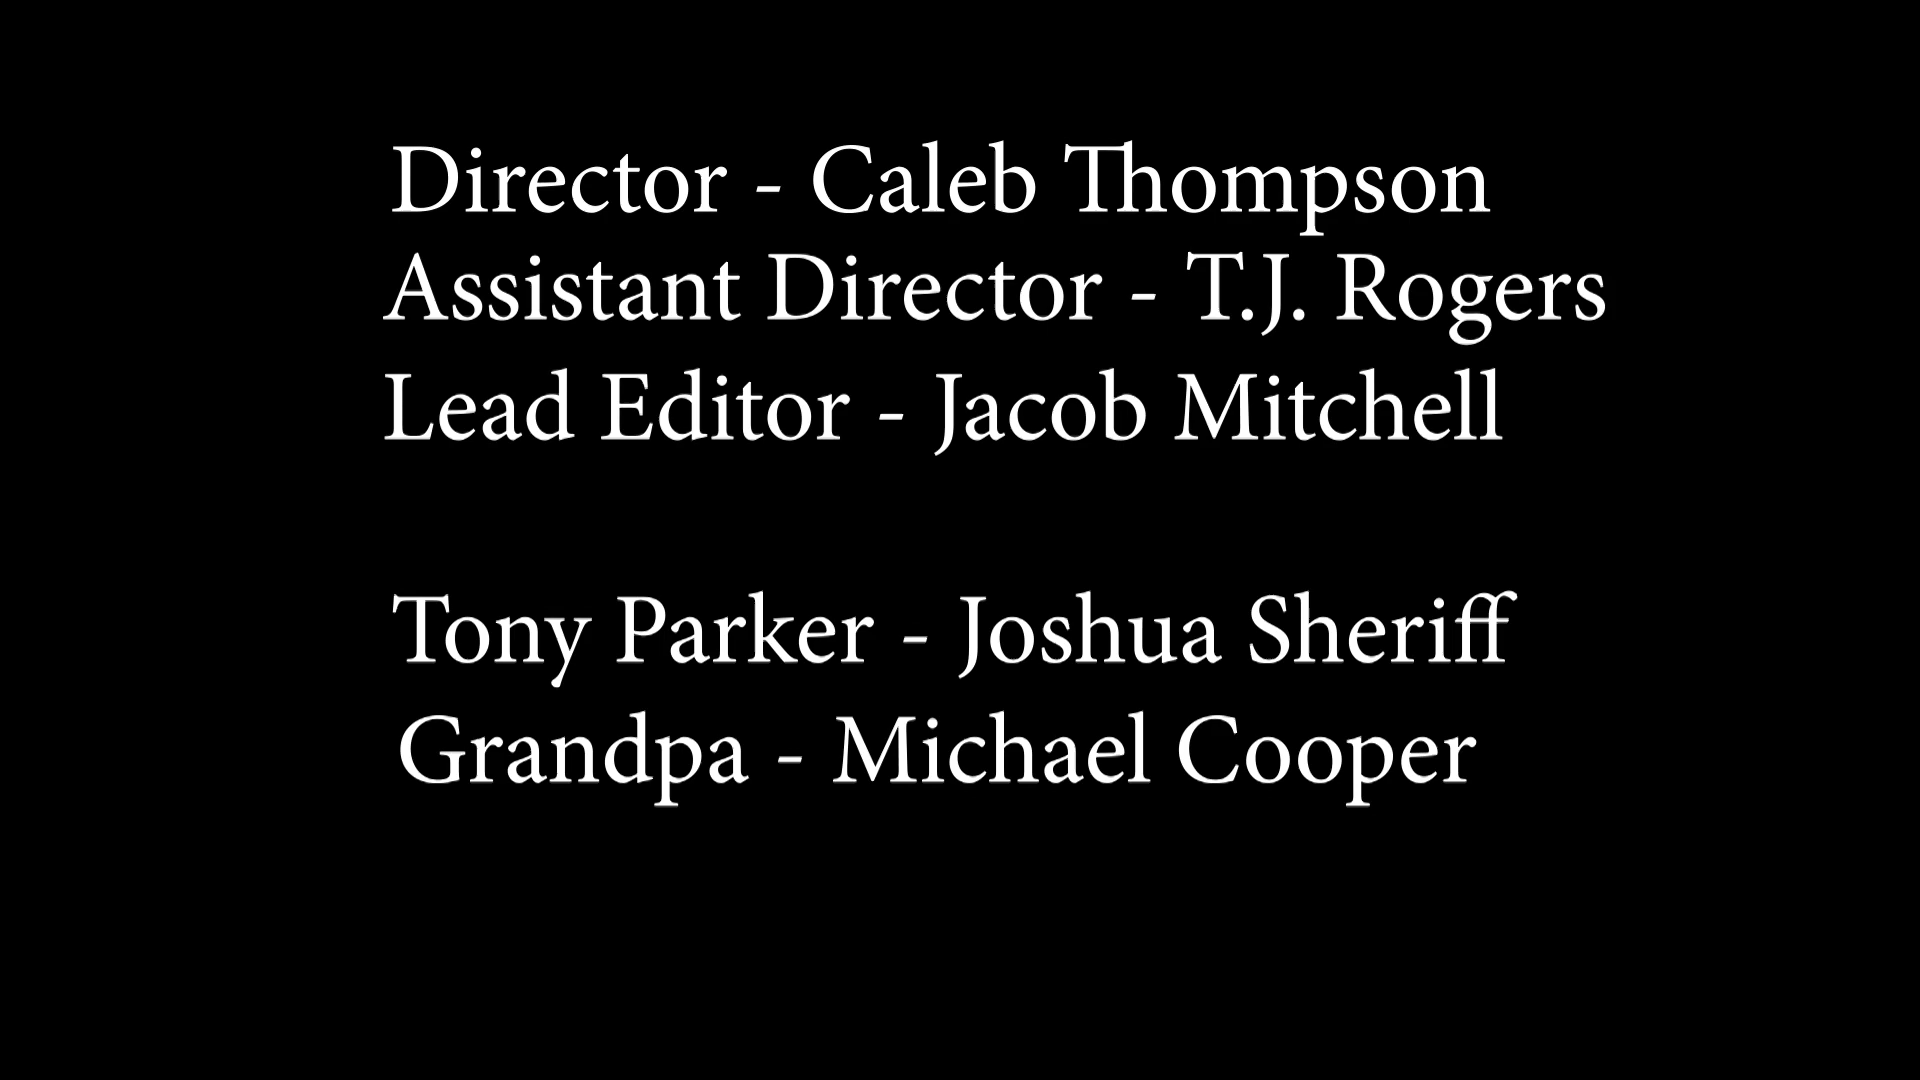 Director - Caleb Thompson
Assistant Director - T.J. Rogers
Lead Editor - Jacob Mitchell
Tony Parker - Joshua Sheriff
Grandpa - Michael Cooper